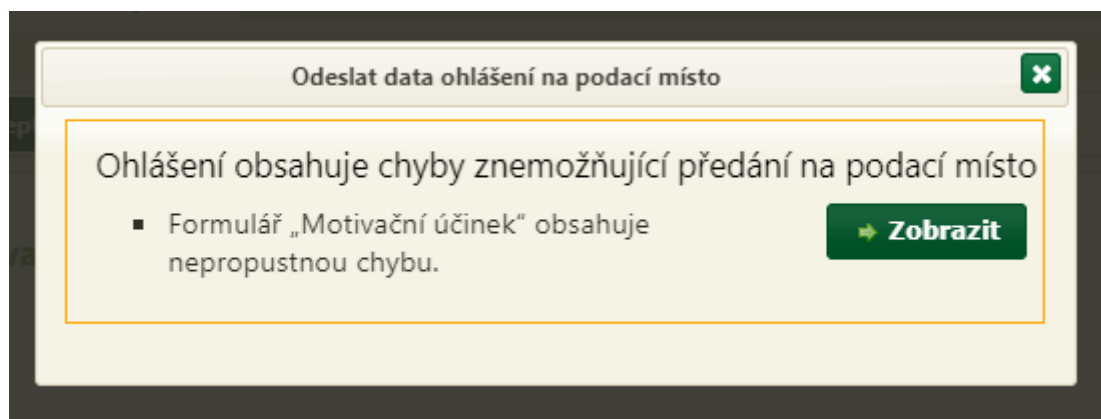 Odeslat data ohlášení na podací místo
Ohlášení obsahuje chyby znemožňující předání na podací místo
Formulář „Motivační účinek“ obsahuje
nepropustnou chybu.
Zobrazit